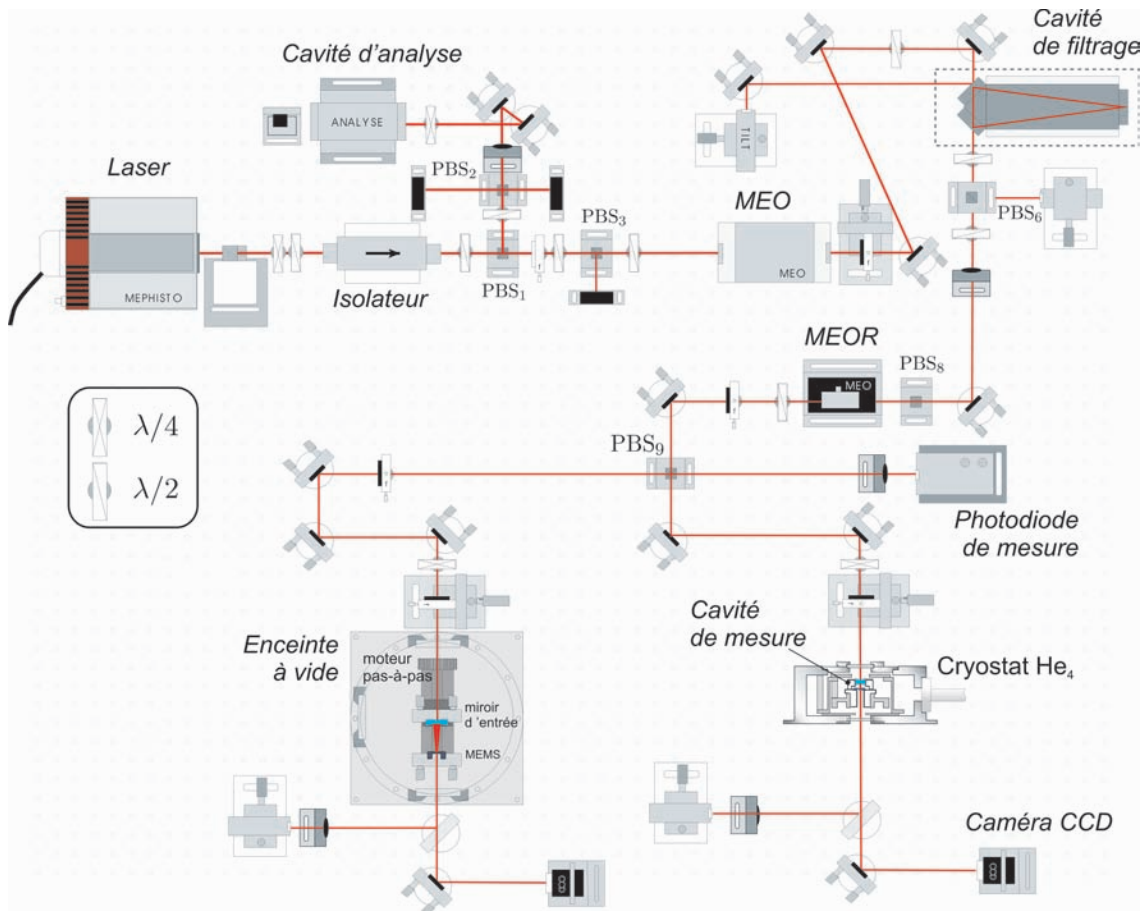 Cavité d'analyse
Cavité
de filtrage
ANALYSE
TILT
Laser
PBS2
PBS3
MEO
PBS6
MEPHISTO
MEO
Isolateur
PBS1
MEOR
PBS8
MEO
λ/4
λ/2
PBS9
Photodiode
de mesure
Enceinte
à vide
moteur
pas-à-pas
miroir
d 'entrée
MEMS
Cavité
de mesure
Cryostat He4
Caméra CCD